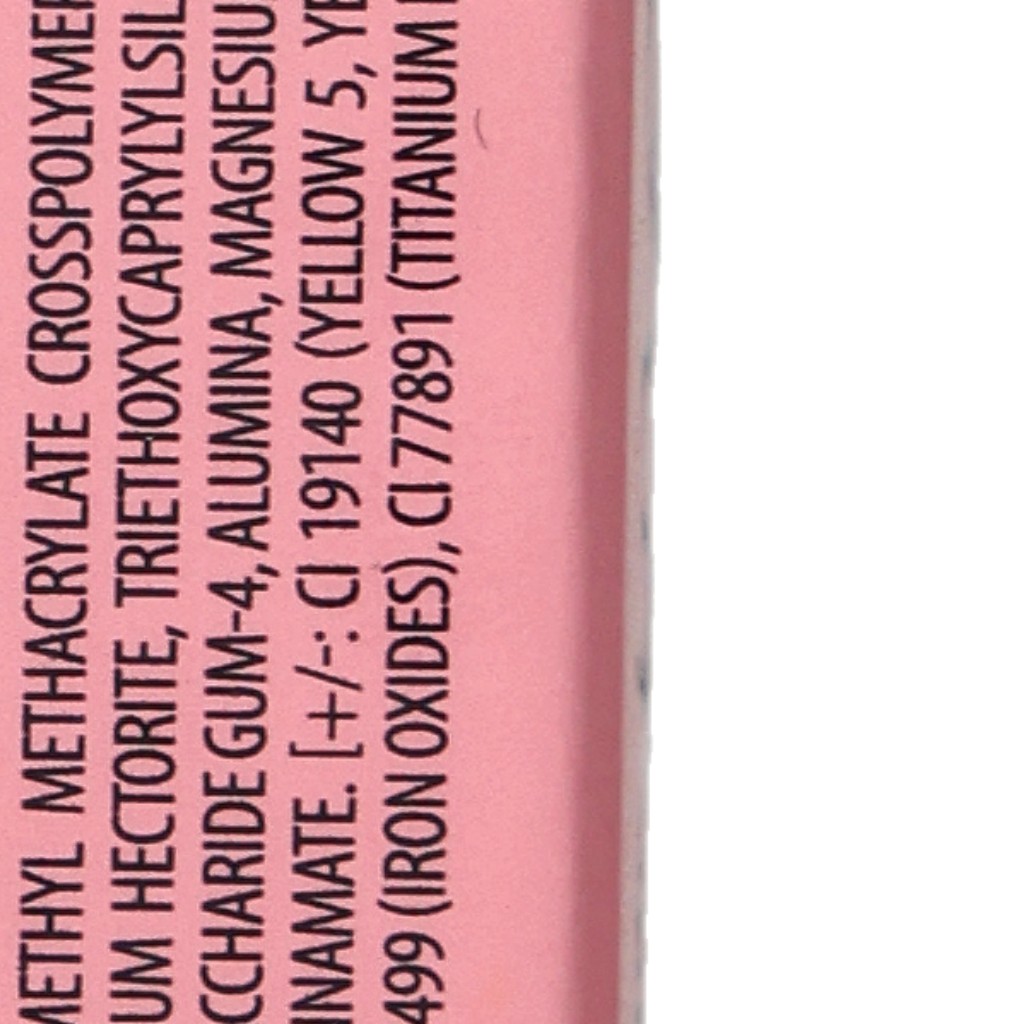 METHYL METHACRYLATE CROSSPOLYMER
UM HECTORITE, TRIETHOXYCAPRYLYLSIL
CCHARIDE GUM-4, ALUMINA, MAGNESIU
INAMATE. [+/-: CI 19140 (YELLOW 5, YE
499 (IRON OXIDES), CI 77891 (TITANIUM